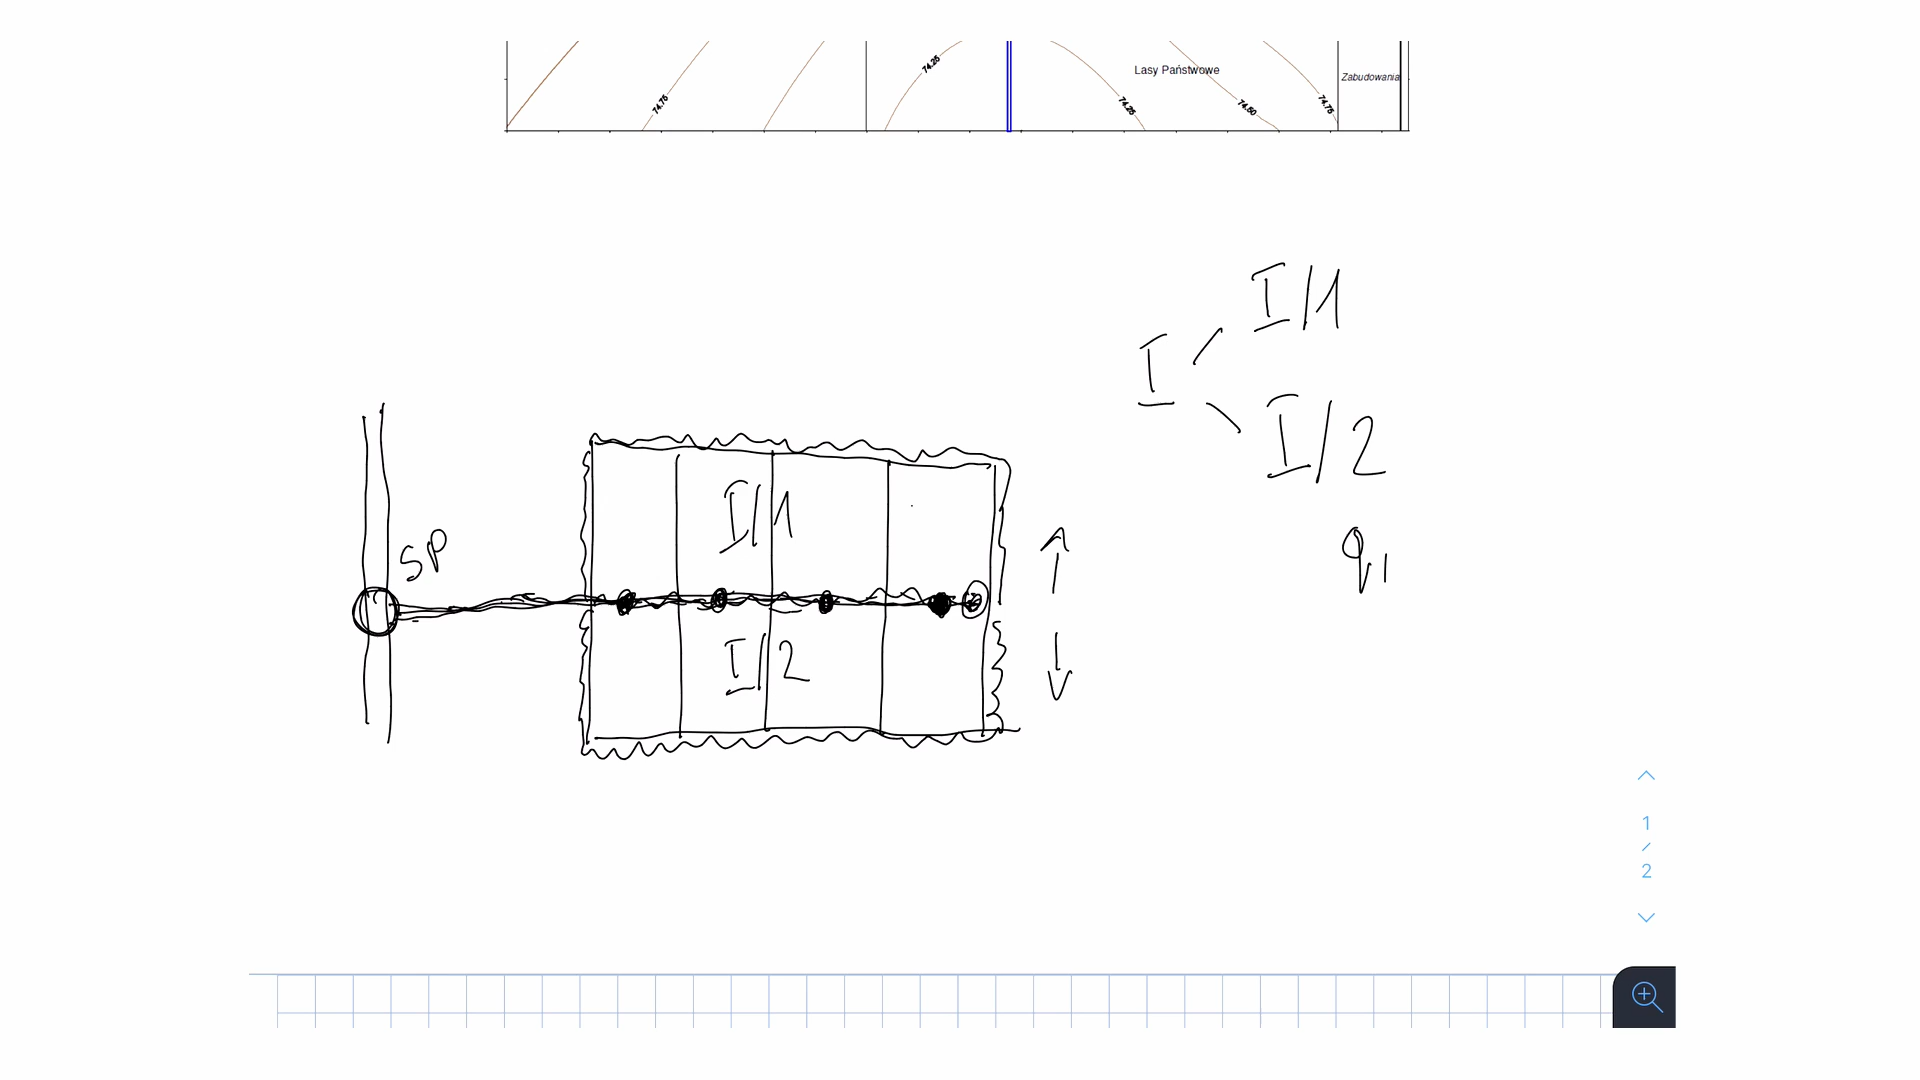 74.25
Lasy Państwowe
Zabudowania
74.75
74.25
74.50
74.75
I/1
I
I/2
I/1
SP
q1
I/2
1
/
2